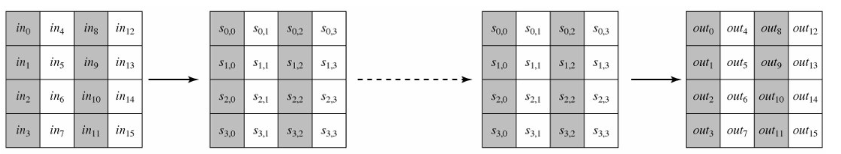 in₀ in₄ in₈ in₁₂ s₀,₀ s₀,₁ s₀,₂ s₀,₃ s₀,₀ s₀,₁ s₀,₂ s₀,₃ out₀ out₄ out₈ out₁₂
in₁ in₅ in₉ in₁₃ s₁,₀ s₁,₁ s₁,₂ s₁,₃ s₁,₀ s₁,₁ s₁,₂ s₁,₃ out₁ out₅ out₉ out₁₃
in₂ in₆ in₁₀ in₁₄ s₂,₀ s₂,₁ s₂,₂ s₂,₃ s₂,₀ s₂,₁ s₂,₂ s₂,₃ out₂ out₆ out₁₀ out₁₄
in₃ in₇ in₁₁ in₁₅ s₃,₀ s₃,₁ s₃,₂ s₃,₃ s₃,₀ s₃,₁ s₃,₂ s₃,₃ out₃ out₇ out₁₁ out₁₅